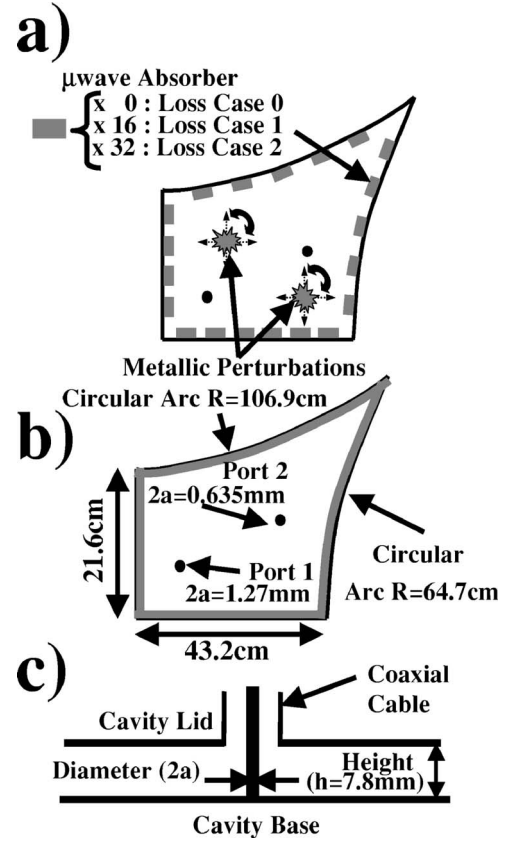 a)
μwave Absorber
x 0 : Loss Case 0
x 16 : Loss Case 1
x 32 : Loss Case 2
Metallic Perturbations
Circular Arc R=106.9cm
b)
Port 2
2a=0.635mm
21.6cm
Port 1
2a=1.27mm
Circular
Arc R=64.7cm
43.2cm
c)
Coaxial
Cable
Cavity Lid
Diameter (2a)
Height
(h=7.8mm)
Cavity Base